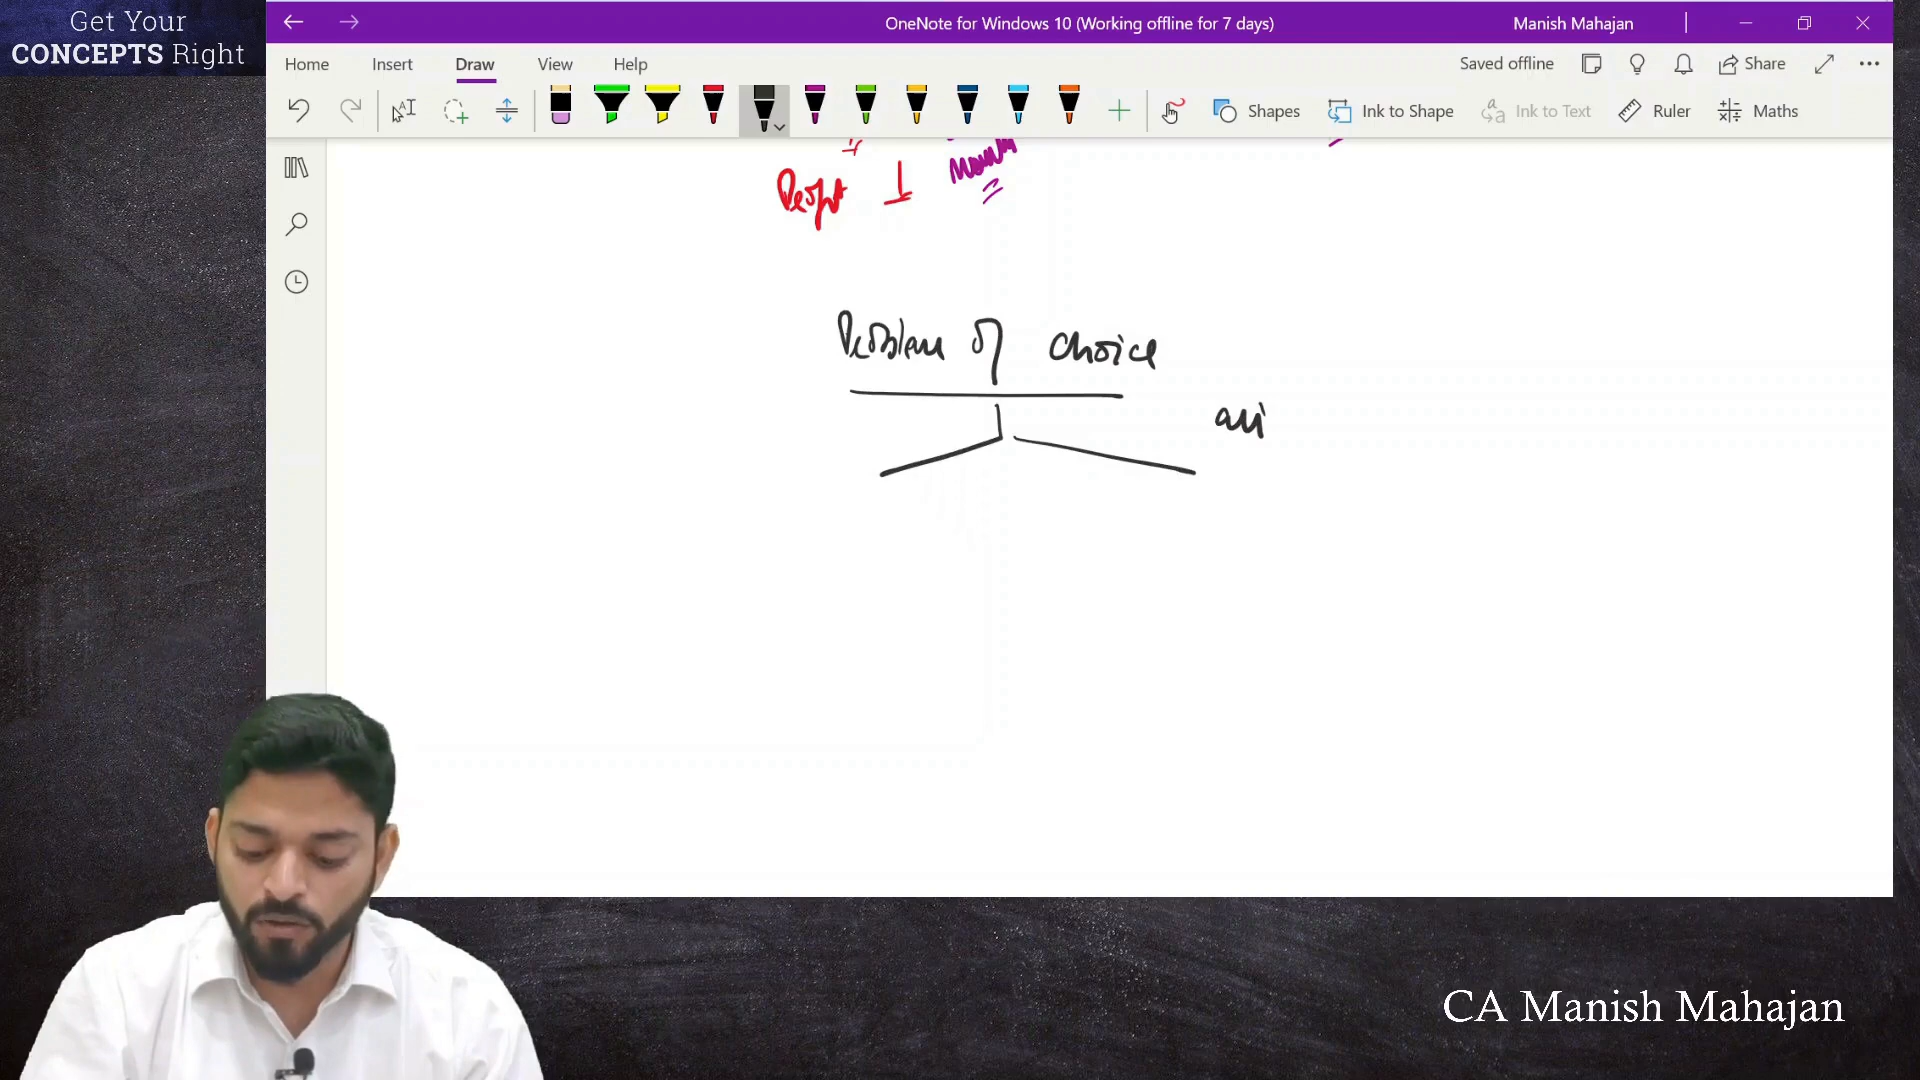 Get Your
CONCEPTS Right
OneNote for Windows 10 (Working offline for 7 days)
Manish Mahajan
Home Insert Draw View Help
Saved offline
Share
Shapes
Ink to Shape
Ink to Text
Ruler
Maths
Problem of choice
ari
CA Manish Mahajan